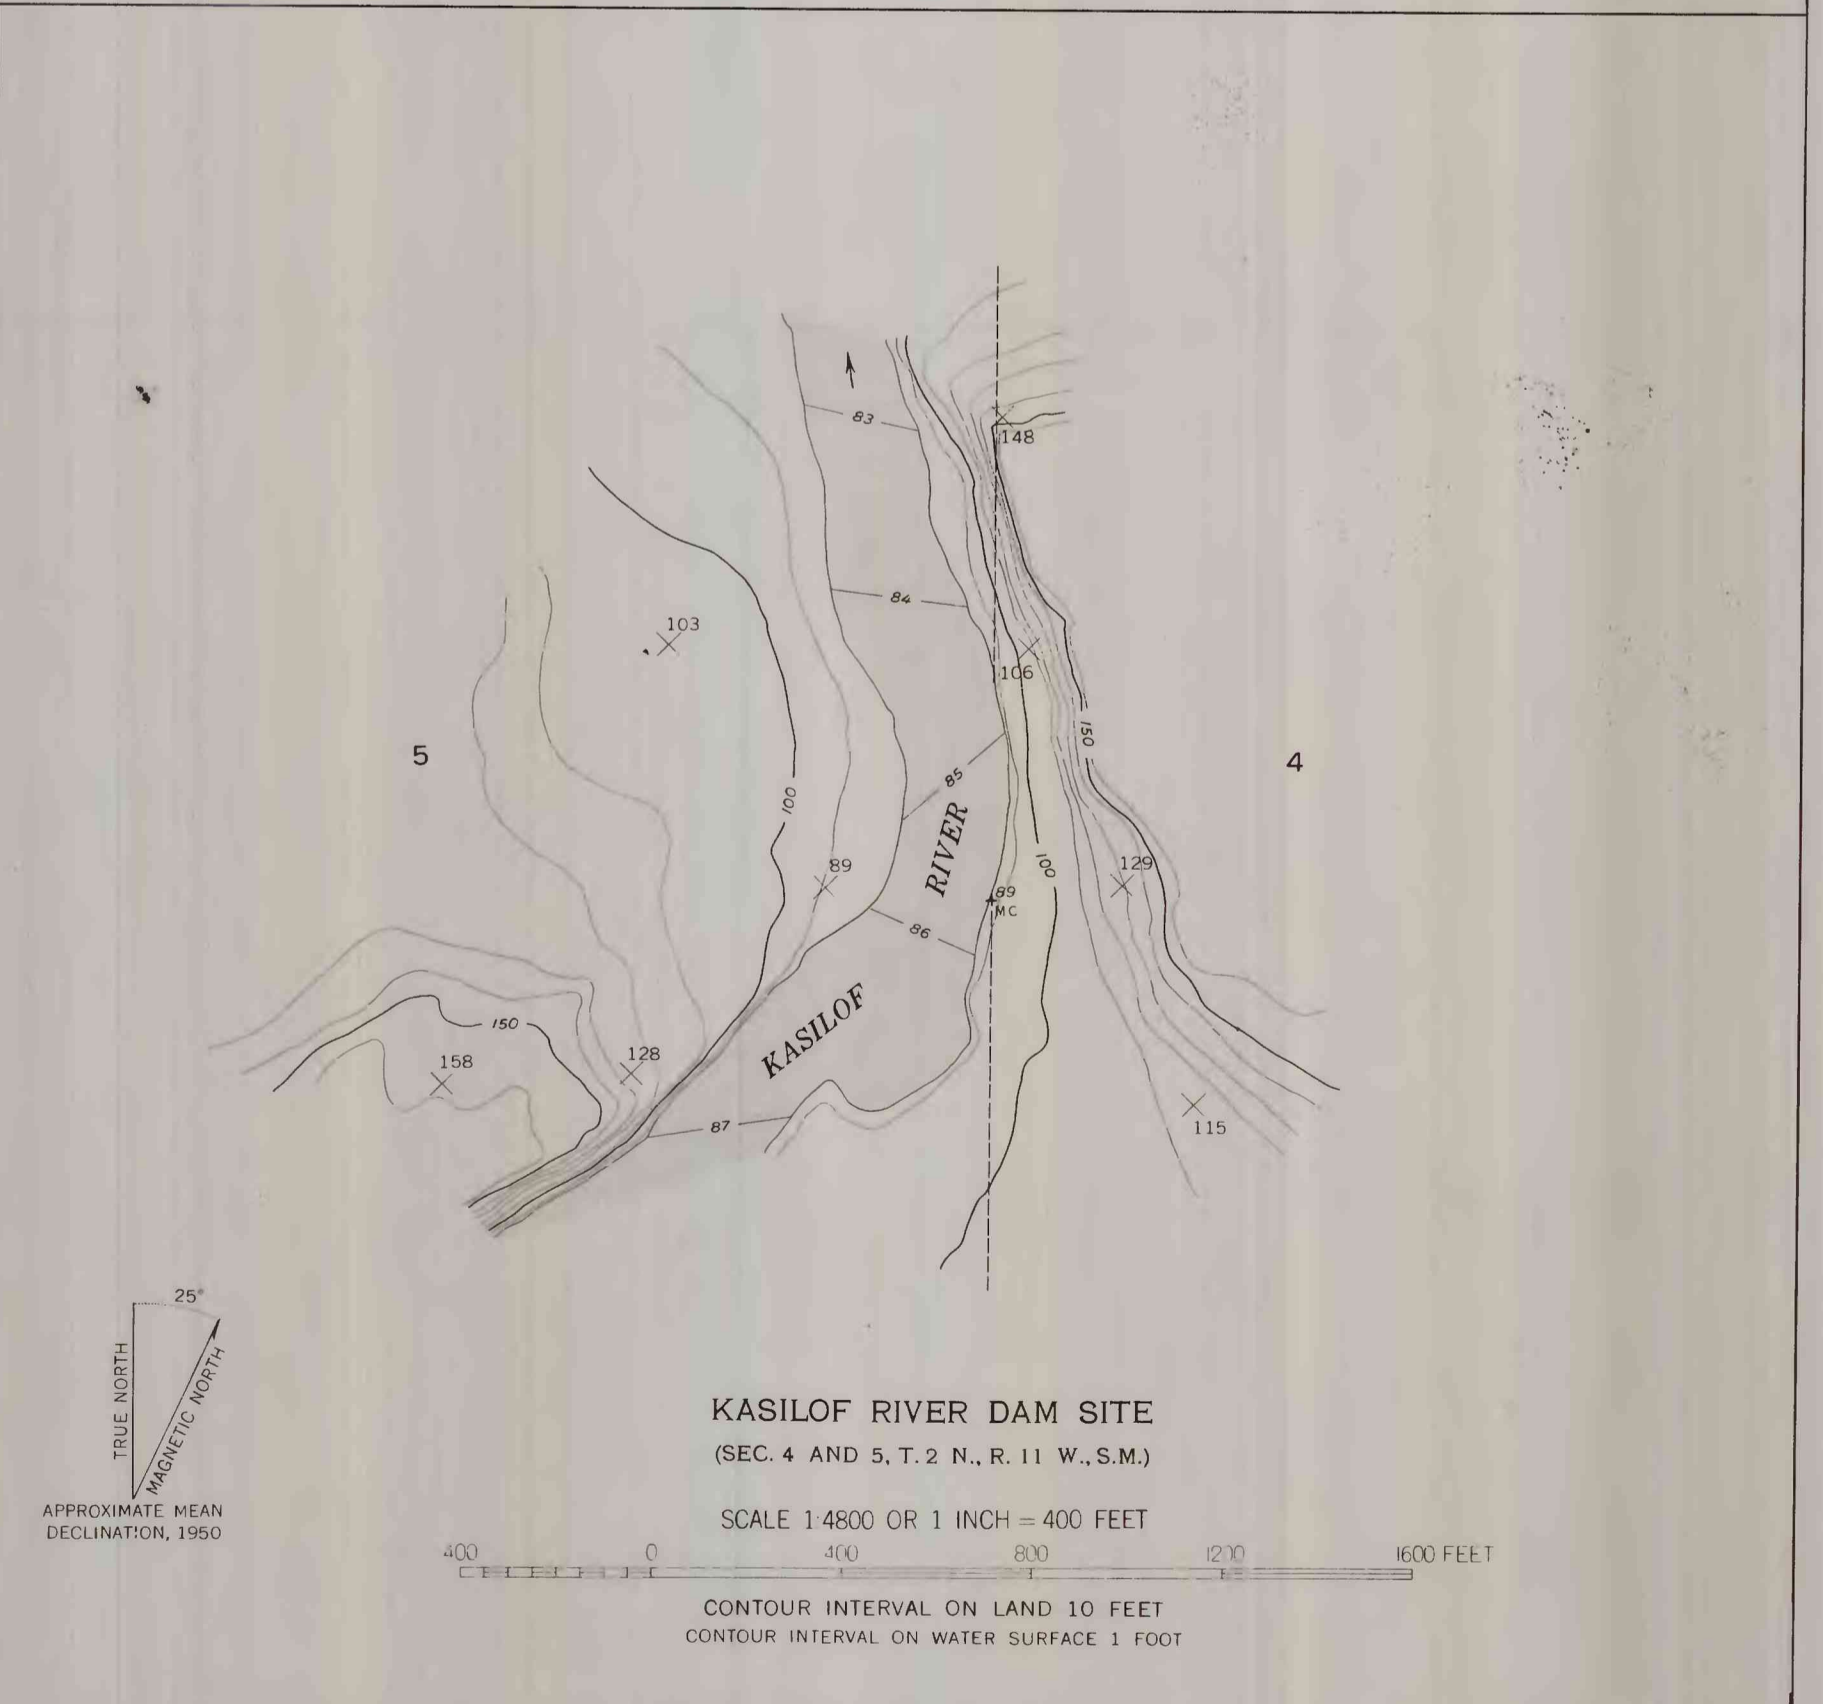 83
148
84
103
106
5
150
4
85
100
RIVER
89
100
129
89
MC
86
KASILOF
150
158
128
87
115
25°
TRUE NORTH
MAGNETIC NORTH
APPROXIMATE MEAN
DECLINATION, 1950
KASILOF RIVER DAM SITE
(SEC. 4 AND 5, T. 2 N., R. 11 W., S.M.)
SCALE 1:4800 OR 1 INCH = 400 FEET
400 0 400 800 1200 1600 FEET
CONTOUR INTERVAL ON LAND 10 FEET
CONTOUR INTERVAL ON WATER SURFACE 1 FOOT